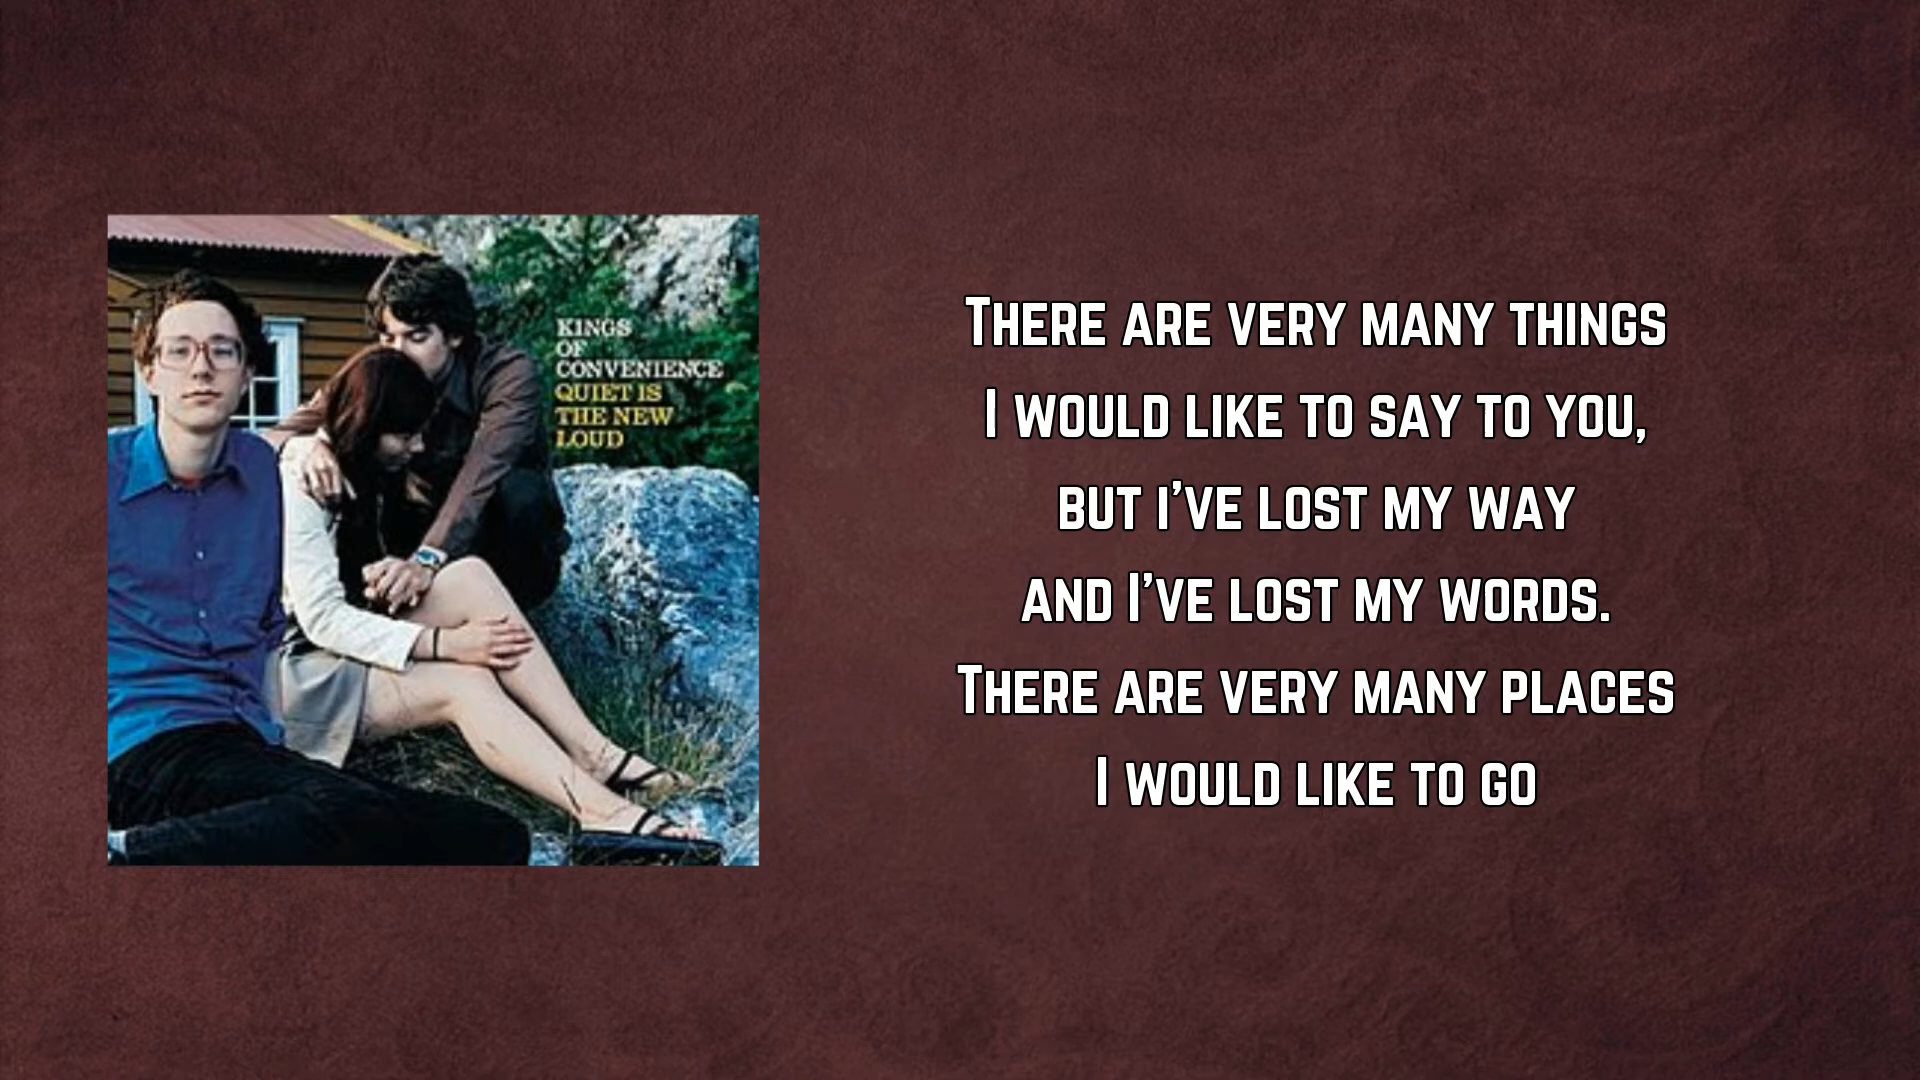 KINGS
OF
CONVENIENCE
QUIET IS
THE NEW
LOUD
There are very many things
I would like to say to you,
but i've lost my way
and I've lost my words.
There are very many places
I would like to go